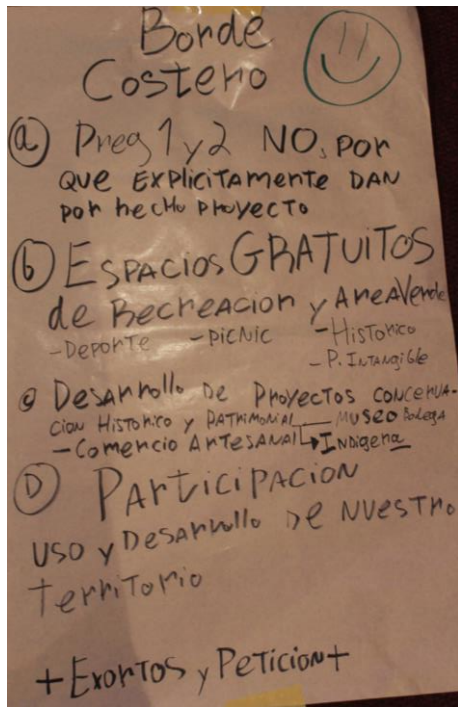 Borde
Costero
a) Preg 1 y 2 NO, por
que explicitamente dan
por hecho proyecto
b) Espacios GRATUITOS
de Recreacion y Area Verde
- Deporte - Picnic - Historico
- P. Intangible
c) Desarrollo de Proyectos concerva-
cion Historico y Patrimonial - Museo Bodega
- Comercio Artesanal → Indigena
D) Participacion
uso y Desarrollo de Nuestro
territorio
+ Exortos y Peticion +